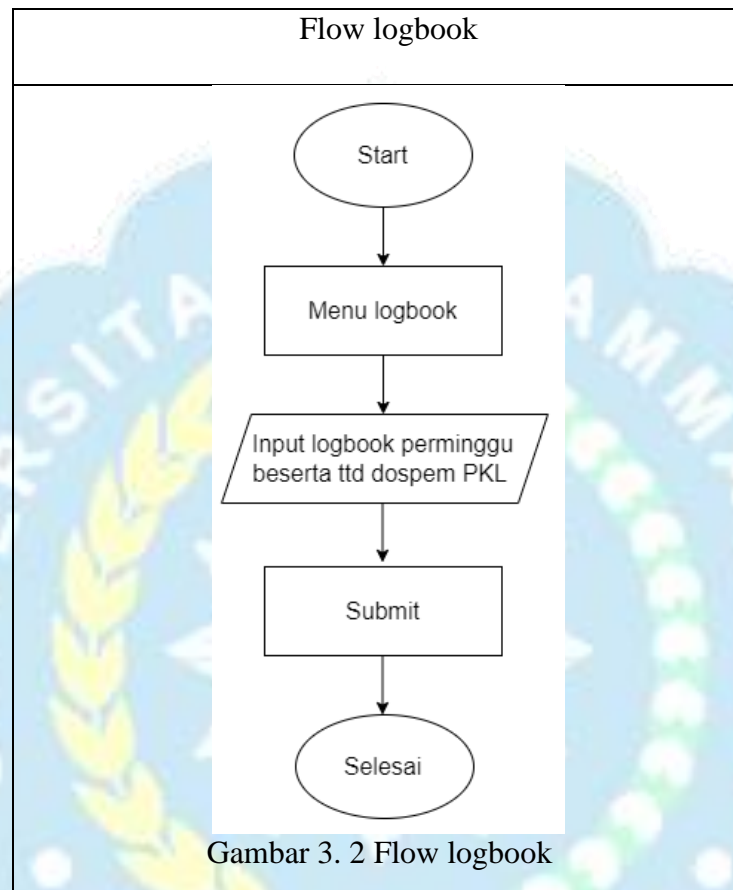 Flow logbook
Start
Menu logbook
Input logbook perminggu
beserta ttd dospem PKL
Submit
Selesai
Gambar 3. 2 Flow logbook